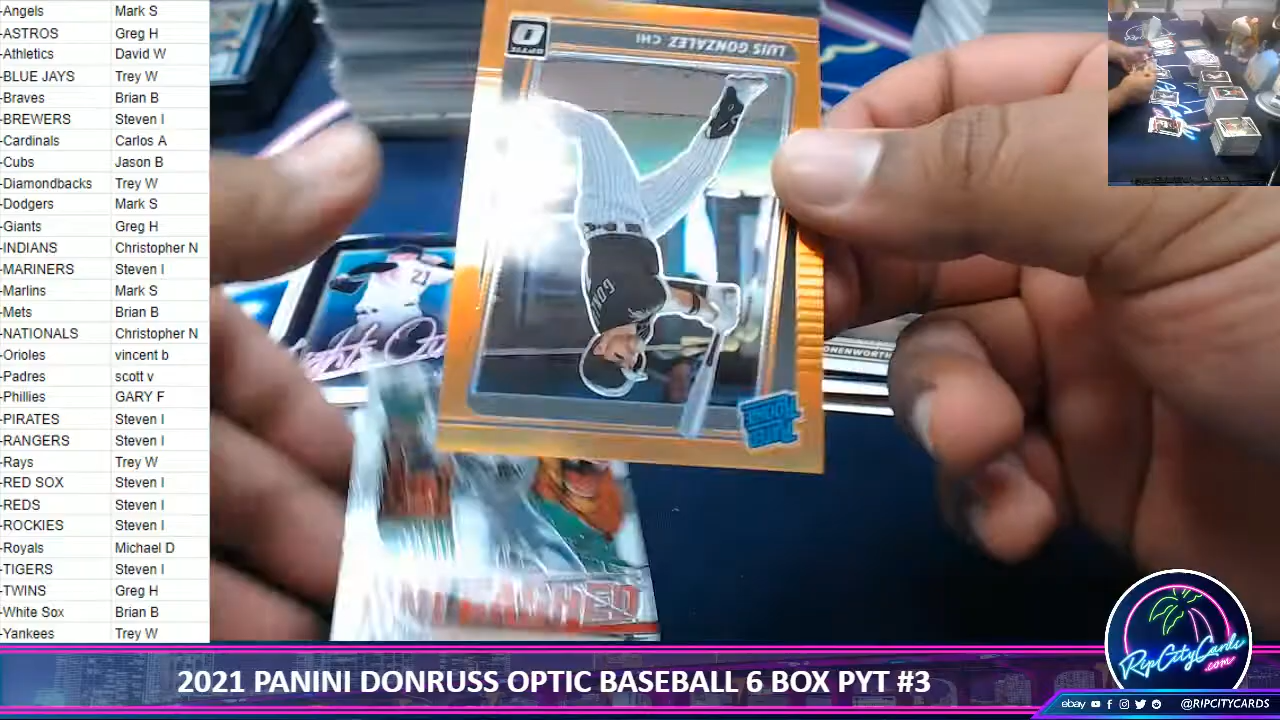 -Angels Mark S
-ASTROS Greg H
-Athletics David W
-BLUE JAYS Trey W
-Braves Brian B
-BREWERS Steven I
-Cardinals Carlos A
-Cubs Jason B
-Diamondbacks Trey W
-Dodgers Mark S
-Giants Greg H
-INDIANS Christopher N
-MARINERS Steven I
-Marlins Mark S
-Mets Brian B
-NATIONALS Christopher N
-Orioles vincent b
-Padres scott v
-Phillies GARY F
-PIRATES Steven I
-RANGERS Steven I
-Rays Trey W
-RED SOX Steven I
-REDS Steven I
-ROCKIES Steven I
-Royals Michael D
-TIGERS Steven I
-TWINS Greg H
-White Sox Brian B
-Yankees Trey W
LUIS GONZALEZ CHI
OPTIC
RATED ROOKIE
21
2021 PANINI DONRUSS OPTIC BASEBALL 6 BOX PYT #3
RipCityCards
.com
ebay @RIPCITYCARDS